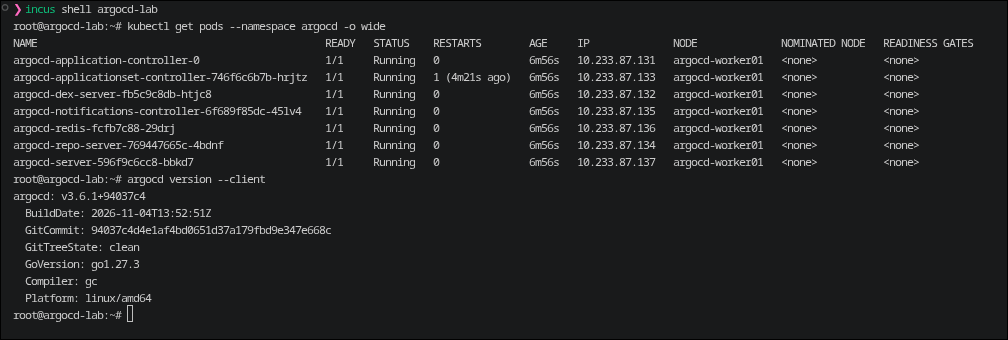 ❯ incus shell argocd-lab
root@argocd-lab:~# kubectl get pods --namespace argocd -o wide
NAME READY STATUS RESTARTS AGE IP NODE NOMINATED NODE READINESS GATES
argocd-application-controller-0 1/1 Running 0 6m56s 10.233.87.131 argocd-worker01 <none> <none>
argocd-applicationset-controller-746f6c6b7b-hrjtz 1/1 Running 1 (4m21s ago) 6m56s 10.233.87.133 argocd-worker01 <none> <none>
argocd-dex-server-fb5c9c8db-htjc8 1/1 Running 0 6m56s 10.233.87.132 argocd-worker01 <none> <none>
argocd-notifications-controller-6f689f85dc-45lv4 1/1 Running 0 6m56s 10.233.87.135 argocd-worker01 <none> <none>
argocd-redis-fcfb7c88-29drj 1/1 Running 0 6m56s 10.233.87.136 argocd-worker01 <none> <none>
argocd-repo-server-769447665c-4bdnf 1/1 Running 0 6m56s 10.233.87.134 argocd-worker01 <none> <none>
argocd-server-596f9c6cc8-bbkd7 1/1 Running 0 6m56s 10.233.87.137 argocd-worker01 <none> <none>
root@argocd-lab:~# argocd version --client
argocd: v3.6.1+94037c4
BuildDate: 2026-11-04T13:52:51Z
GitCommit: 94037c4d4e1af4bd0651d37a179fbd9e347e668c
GitTreeState: clean
GoVersion: go1.27.3
Compiler: gc
Platform: linux/amd64
root@argocd-lab:~#